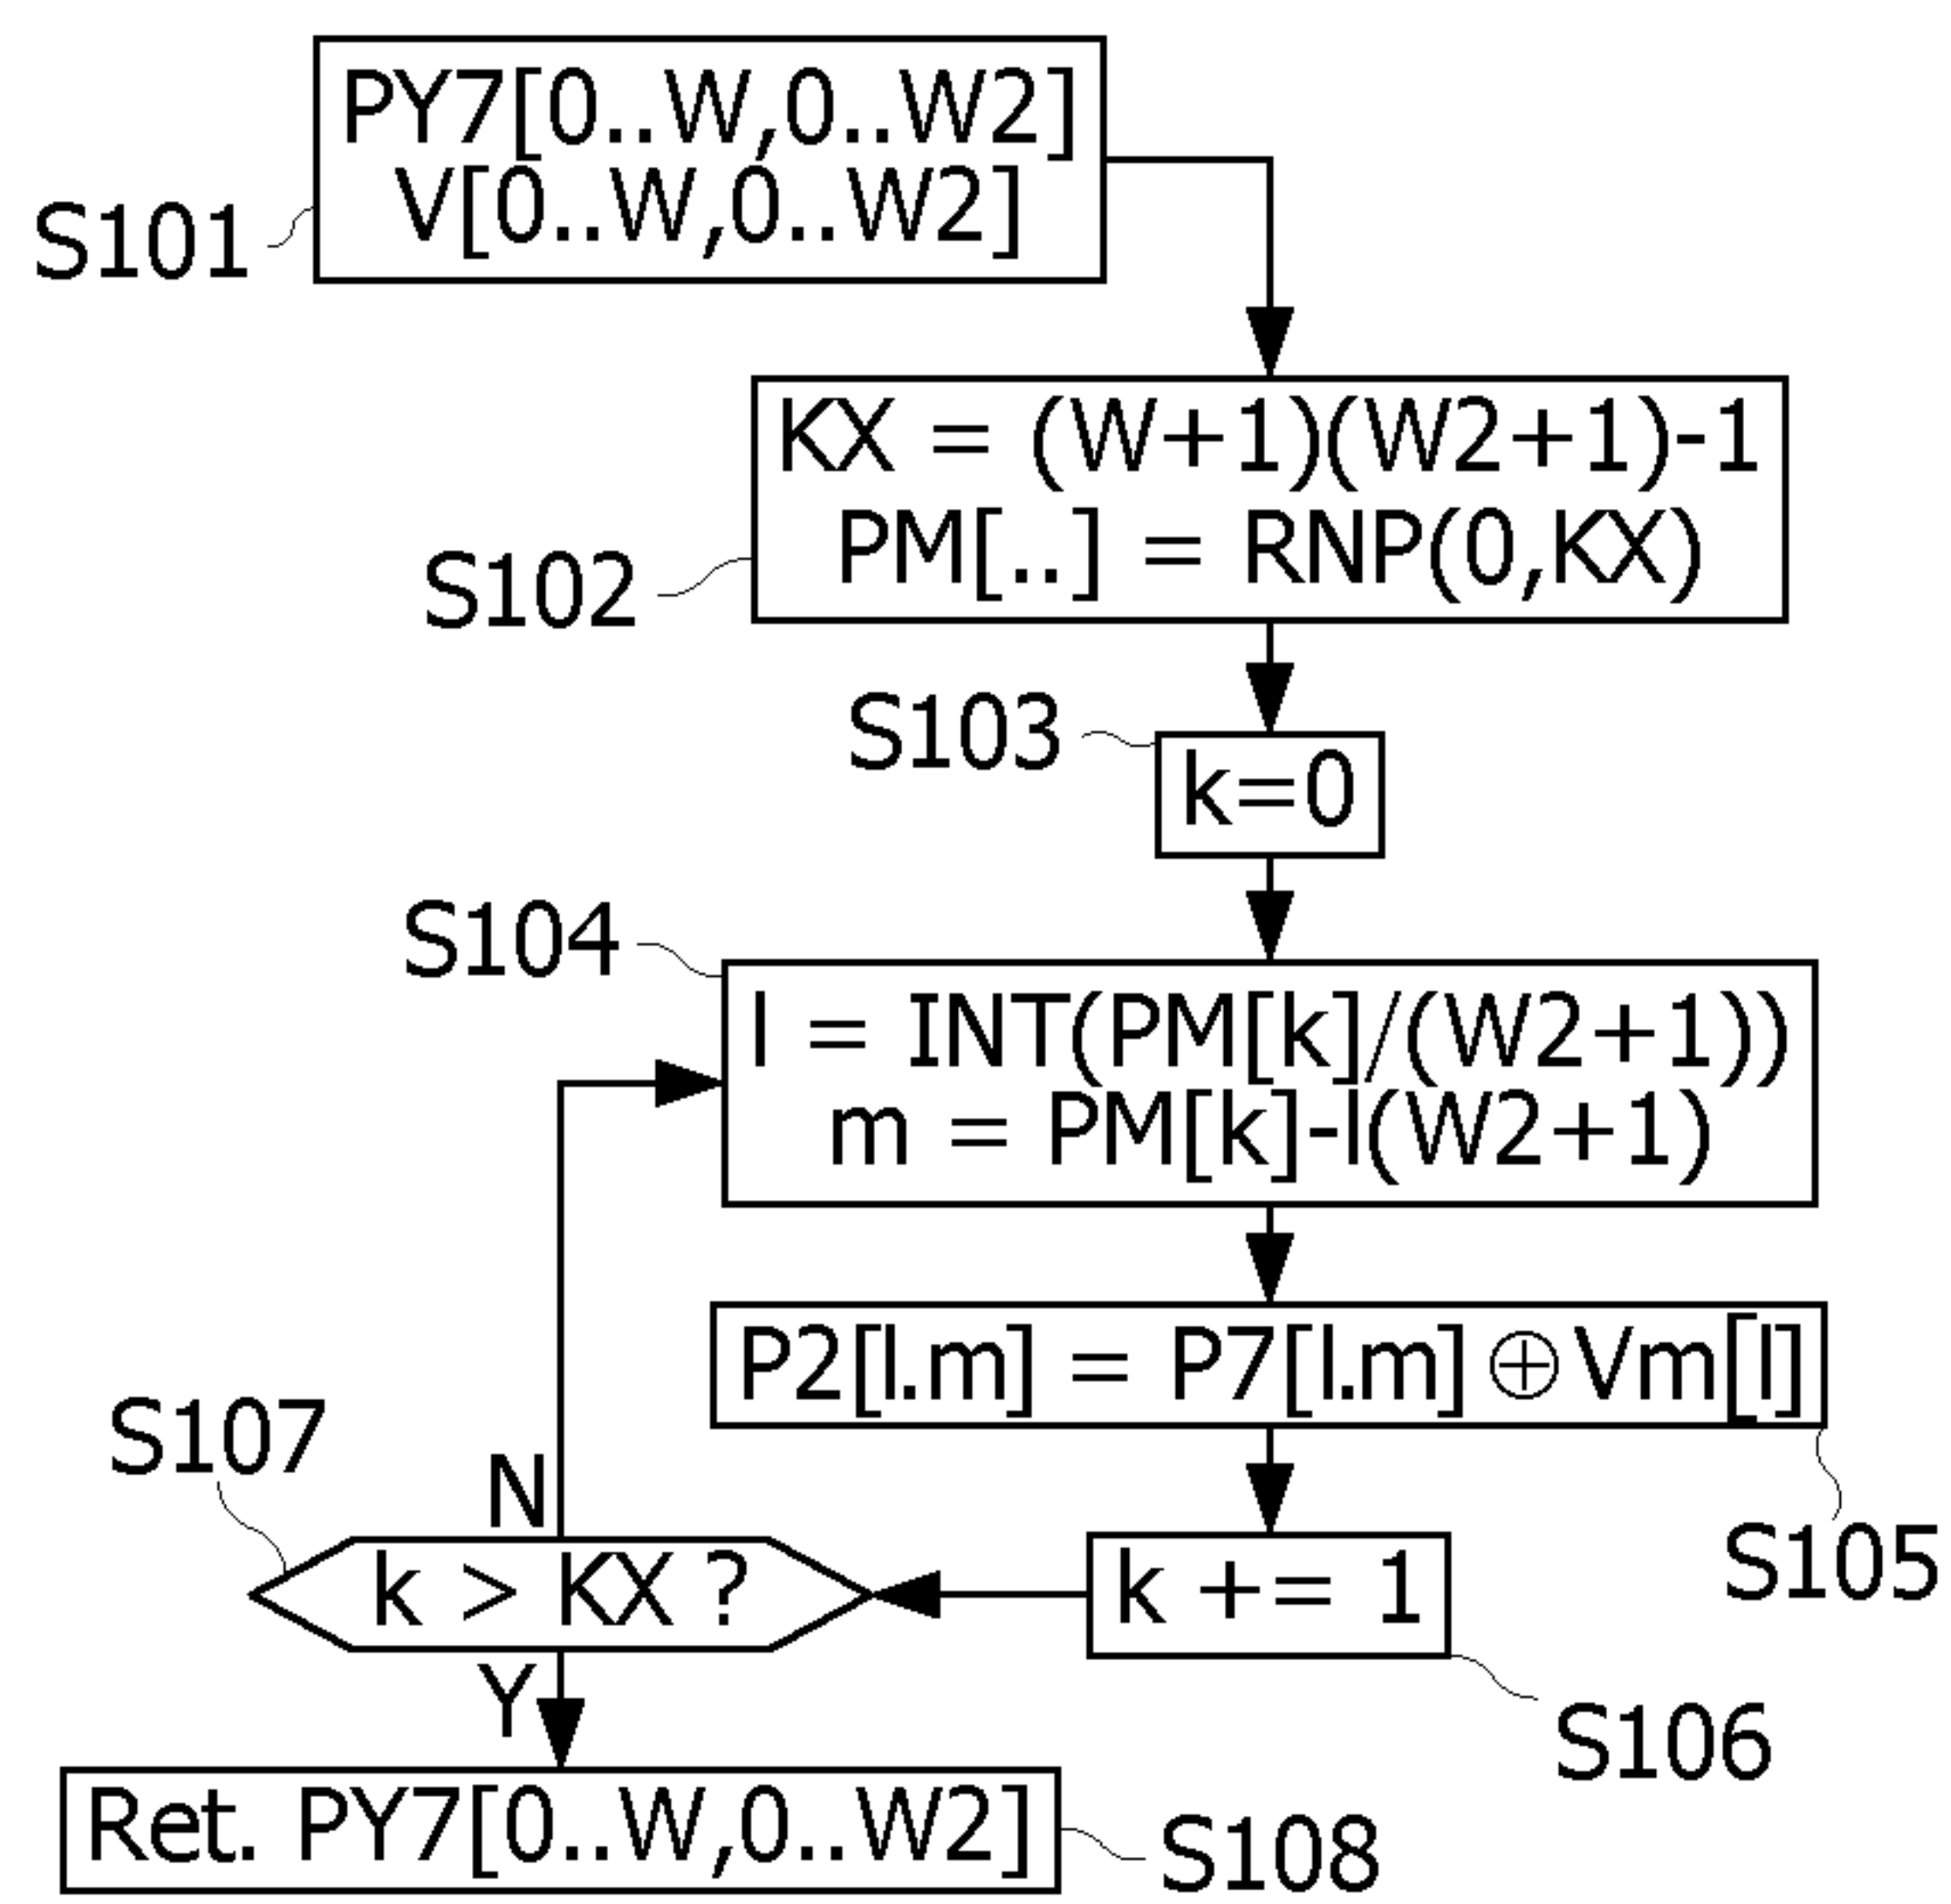 PY7[0..W,0..W2]
V[0..W,0..W2]
S101
KX = (W+1)(W2+1)-1
PM[..] = RNP(0,KX)
S102
S103
k=0
S104
l = INT(PM[k]/(W2+1))
m = PM[k]-l(W2+1)
P2[l.m] = P7[l.m] ⊕ Vm[l]
S105
S107
N
k > KX ?
k += 1
S106
Y
Ret. PY7[0..W,0..W2]
S108